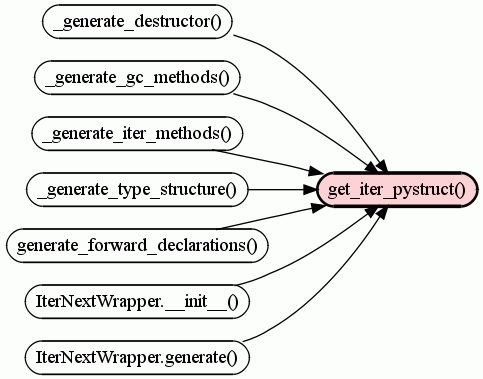 _generate_destructor()
_generate_gc_methods()
_generate_iter_methods()
_generate_type_structure()
get_iter_pystruct()
generate_forward_declarations()
IterNextWrapper.__init__()
IterNextWrapper.generate()